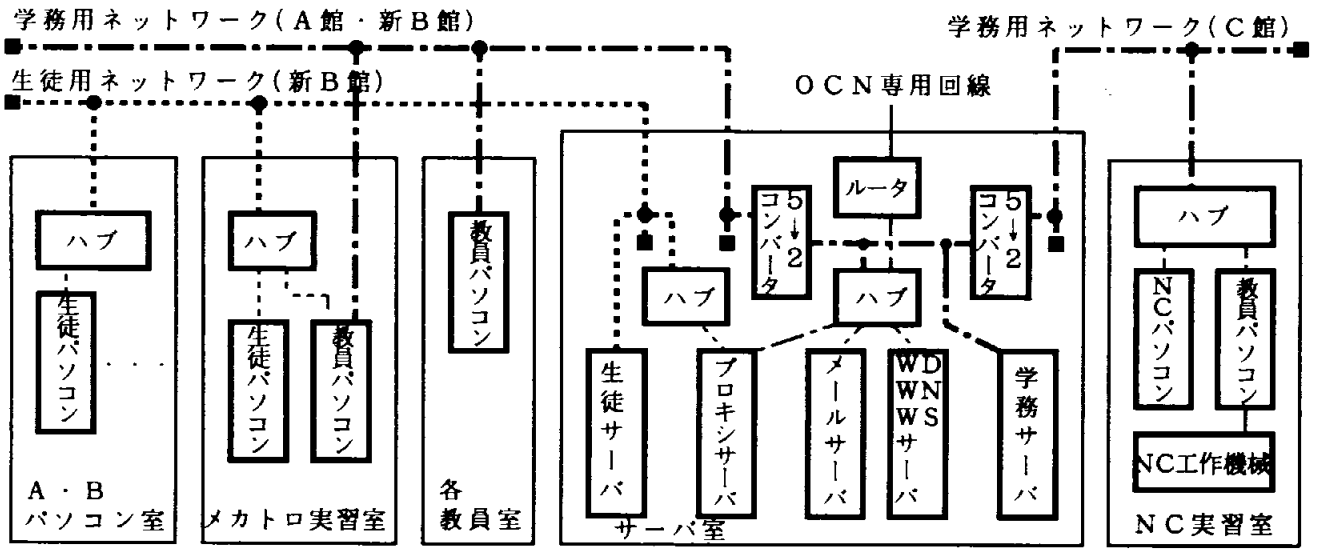 学務用ネットワーク(A館・新B館)
学務用ネットワーク(C館)
生徒用ネットワーク(新B館)
OCN専用回線
ハブ
生徒パソコン
・・・
A・B
パソコン室
ハブ
生徒パソコン
教員パソコン
メカトロ実習室
教員パソコン
各
教員室
ルータ
5→2
コンバータ
5→2
コンバータ
ハブ
ハブ
生徒サーバ
プロキシサーバ
メールサーバ
DNS
WWWサーバ
学務サーバ
サーバ室
ハブ
NCパソコン
教員パソコン
NC工作機械
NC実習室